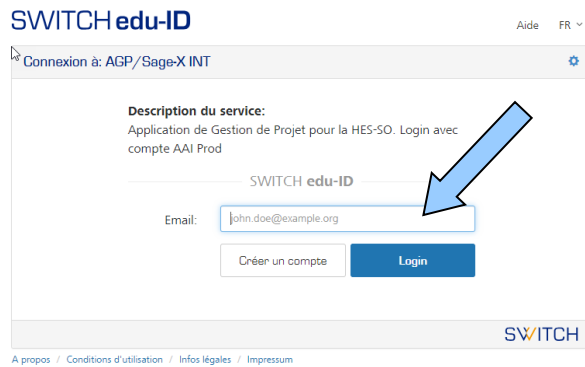 SWITCH edu-ID
Aide FR
Connexion à: AGP/Sage-X INT
Description du service:
Application de Gestion de Projet pour la HES-SO. Login avec
compte AAI Prod
SWITCH edu-ID
Email: john.doe@example.org
Créer un compte Login
SWITCH
A propos / Conditions d'utilisation / Infos légales / Impressum